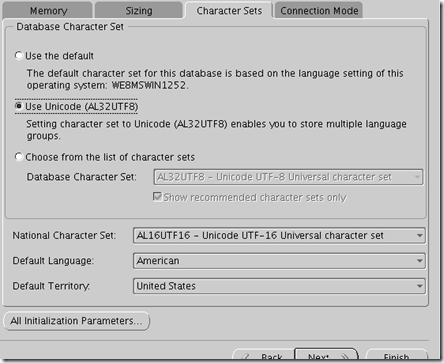 Memory
Sizing
Character Sets
Connection Mode
Database Character Set
Use the default
The default character set for this database is based on the language setting of this
operating system: WE8MSWIN1252.
Use Unicode (AL32UTF8)
Setting character set to Unicode (AL32UTF8) enables you to store multiple language
groups.
Choose from the list of character sets
Database Character Set: AL32UTF8 - Unicode UTF-8 Universal character set
Show recommended character sets only
National Character Set: AL16UTF16 - Unicode UTF-16 Universal character set
Default Language: American
Default Territory: United States
All Initialization Parameters...
Back Next Finish